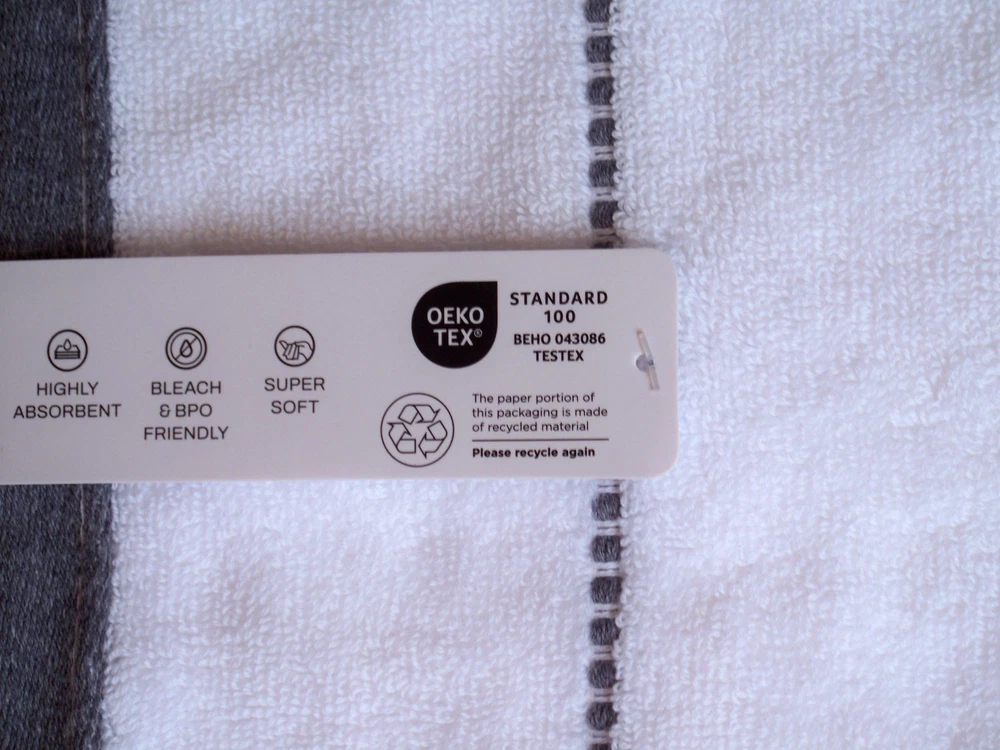 HIGHLY
ABSORBENT
BLEACH
& BPO
FRIENDLY
SUPER
SOFT
OEKO
TEX®
STANDARD
100
BEHO 043086
TESTEX
The paper portion of
this packaging is made
of recycled material
Please recycle again